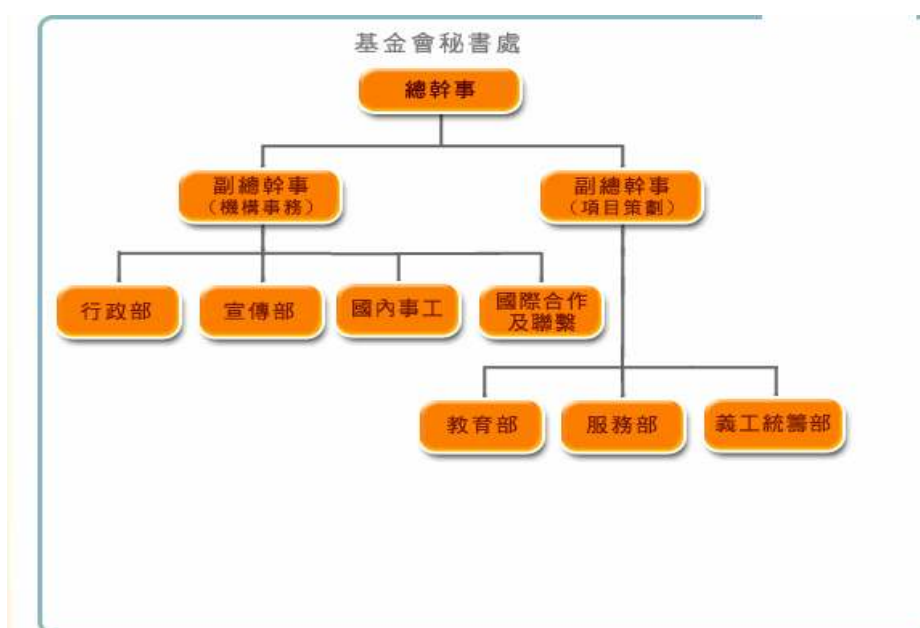 基金會秘書處
總幹事
副總幹事
(機構事務)
副總幹事
(項目策劃)
行政部
宣傳部
國內事工
國際合作
及聯繫
教育部
服務部
義工統籌部